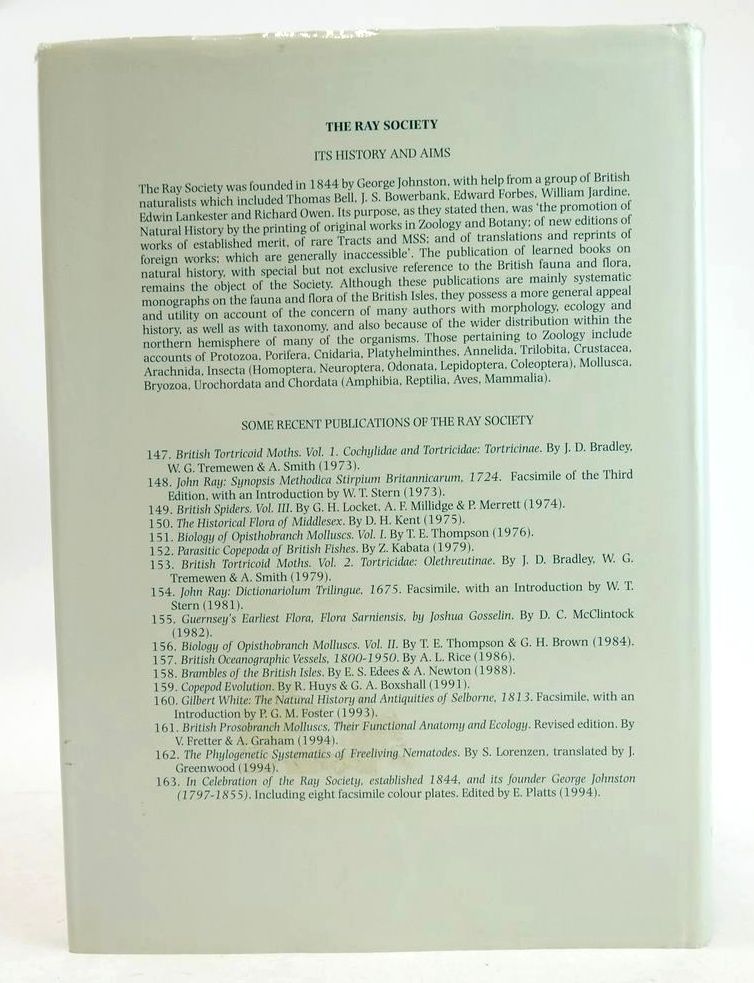 THE RAY SOCIETY
ITS HISTORY AND AIMS
The Ray Society was founded in 1844 by George Johnston, with help from a group of British
naturalists which included Thomas Bell, J. S. Bowerbank, Edward Forbes, William Jardine,
Edwin Lankester and Richard Owen. Its purpose, as they stated then, was 'the promotion of
Natural History by the printing of original works in Zoology and Botany; of new editions of
works of established merit, of rare Tracts and MSS; and of translations and reprints of
foreign works; which are generally inaccessible'. The publication of learned books on
natural history, with special but not exclusive reference to the British fauna and flora,
remains the object of the Society. Although these publications are mainly systematic
monographs on the fauna and flora of the British Isles, they possess a more general appeal
and utility on account of the concern of many authors with morphology, ecology and
history, as well as with taxonomy, and also because of the wider distribution within the
northern hemisphere of many of the organisms. Those pertaining to Zoology include
accounts of Protozoa, Porifera, Cnidaria, Platyhelminthes, Annelida, Trilobita, Crustacea,
Arachnida, Insecta (Homoptera, Neuroptera, Odonata, Lepidoptera, Coleoptera), Mollusca,
Bryozoa, Urochordata and Chordata (Amphibia, Reptilia, Aves, Mammalia).
SOME RECENT PUBLICATIONS OF THE RAY SOCIETY
147. British Tortricoid Moths. Vol. 1. Cochylidae and Tortricidae: Tortricinae. By J. D. Bradley,
W. G. Tremewen & A. Smith (1973).
148. John Ray: Synopsis Methodica Stirpium Britannicarum, 1724. Facsimile of the Third
Edition, with an Introduction by W. T. Stern (1973).
149. British Spiders. Vol. III. By G. H. Locket, A. F. Millidge & P. Merrett (1974).
150. The Historical Flora of Middlesex. By D. H. Kent (1975).
151. Biology of Opisthobranch Molluscs. Vol. I. By T. E. Thompson (1976).
152. Parasitic Copepoda of British Fishes. By Z. Kabata (1979).
153. British Tortricoid Moths. Vol. 2. Tortricidae: Olethreutinae. By J. D. Bradley, W. G.
Tremewen & A. Smith (1979).
154. John Ray: Dictionariolum Trilingue, 1675. Facsimile, with an Introduction by W. T.
Stern (1981).
155. Guernsey's Earliest Flora, Flora Sarniensis, by Joshua Gosselin. By D. C. McClintock
(1982).
156. Biology of Opisthobranch Molluscs. Vol. II. By T. E. Thompson & G. H. Brown (1984).
157. British Oceanographic Vessels, 1800-1950. By A. L. Rice (1986).
158. Brambles of the British Isles. By E. S. Edees & A. Newton (1988).
159. Copepod Evolution. By R. Huys & G. A. Boxshall (1991).
160. Gilbert White: The Natural History and Antiquities of Selborne, 1813. Facsimile, with an
Introduction by P. G. M. Foster (1993).
161. British Prosobranch Molluscs, Their Functional Anatomy and Ecology. Revised edition. By
V. Fretter & A. Graham (1994).
162. The Phylogenetic Systematics of Freeliving Nematodes. By S. Lorenzen, translated by J.
Greenwood (1994).
163. In Celebration of the Ray Society, established 1844, and its founder George Johnston
(1797-1855). Including eight facsimile colour plates. Edited by E. Platts (1994).